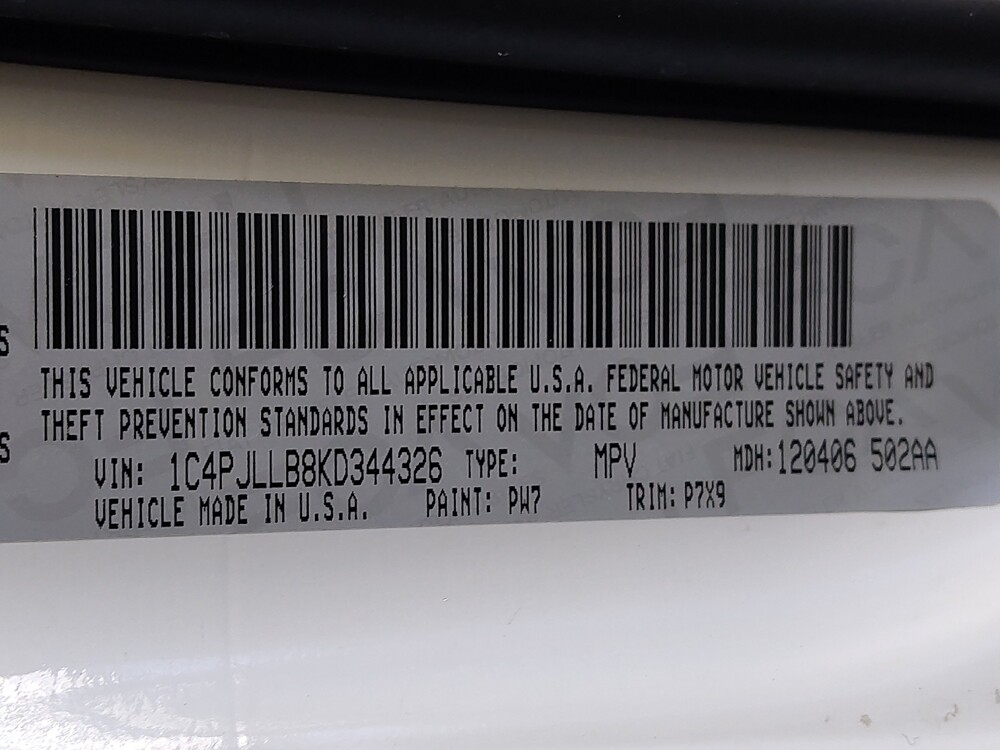 THIS VEHICLE CONFORMS TO ALL APPLICABLE U.S.A. FEDERAL MOTOR VEHICLE SAFETY AND
THEFT PREVENTION STANDARDS IN EFFECT ON THE DATE OF MANUFACTURE SHOWN ABOVE.
VIN: 1C4PJLLB8KD344326 TYPE: MPV MDH:120406 502AA
VEHICLE MADE IN U.S.A. PAINT: PW7 TRIM: P7X9